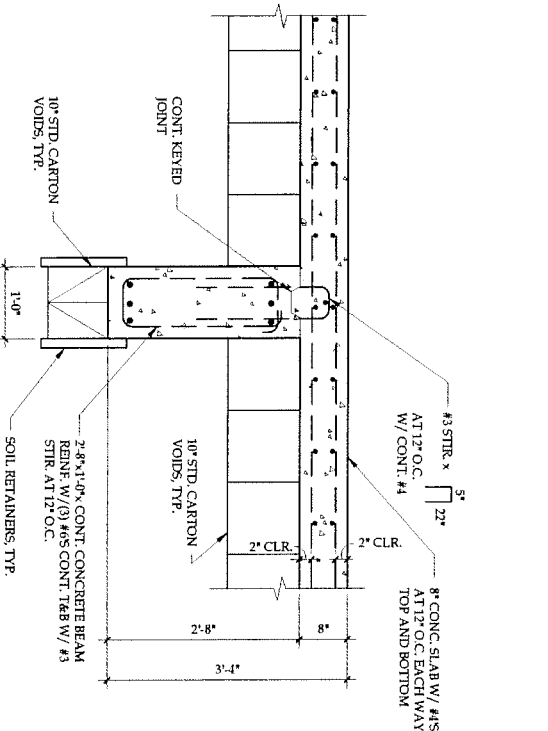 #3 STIR. x
AT 12" O.C.
W/ CONT. #4
5"
22"
8" CONC. SLAB W/ #4'S
AT 12" O.C. EACH WAY
TOP AND BOTTOM
2" CLR.
2" CLR.
CONT. KEYED
JOINT
10" STD. CARTON
VOIDS, TYP.
10" STD. CARTON
VOIDS, TYP.
2'-8"x1'-0"x CONT. CONCRETE BEAM
REINF. W/(3) #6'S CONT. T&B W/ #3
STIR. AT 12" O.C.
SOIL RETAINERS, TYP.
1'-0"
2'-8"
8"
3'-4"